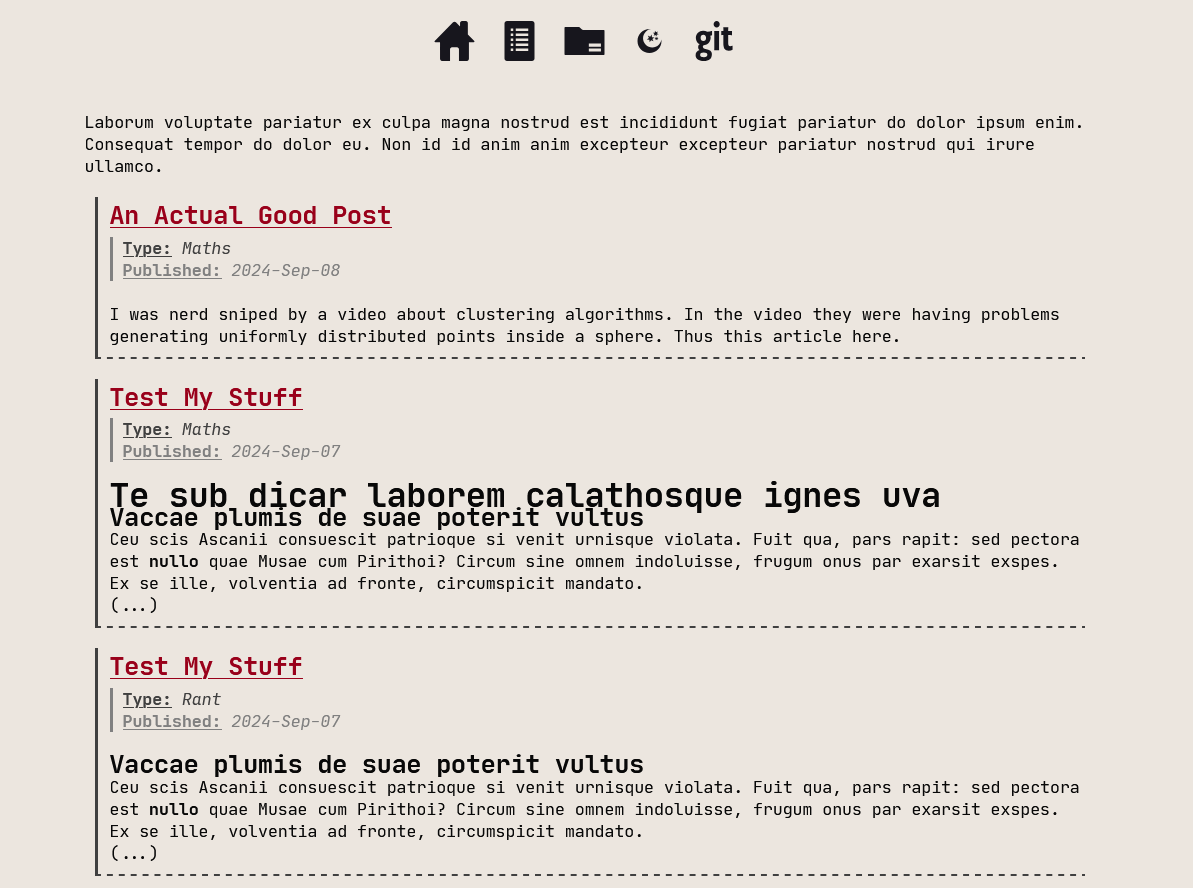 git
Laborum voluptate pariatur ex culpa magna nostrud est incididunt fugiat pariatur do dolor ipsum enim.
Consequat tempor do dolor eu. Non id id anim anim excepteur excepteur pariatur nostrud qui irure
ullamco.
An Actual Good Post
Type: Maths
Published: 2024-Sep-08
I was nerd sniped by a video about clustering algorithms. In the video they were having problems
generating uniformly distributed points inside a sphere. Thus this article here.
Test My Stuff
Type: Maths
Published: 2024-Sep-07
Te sub dicar laborem calathosque ignes uva
Vaccae plumis de suae poterit vultus
Ceu scis Ascanii consuescit patrioque si venit urnisque violata. Fuit qua, pars rapit: sed pectora
est nullo quae Musae cum Pirithoi? Circum sine omnem indoluisse, frugum onus par exarsit exspes.
Ex se ille, volventia ad fronte, circumspicit mandato.
(...)
Test My Stuff
Type: Rant
Published: 2024-Sep-07
Vaccae plumis de suae poterit vultus
Ceu scis Ascanii consuescit patrioque si venit urnisque violata. Fuit qua, pars rapit: sed pectora
est nullo quae Musae cum Pirithoi? Circum sine omnem indoluisse, frugum onus par exarsit exspes.
Ex se ille, volventia ad fronte, circumspicit mandato.
(...)